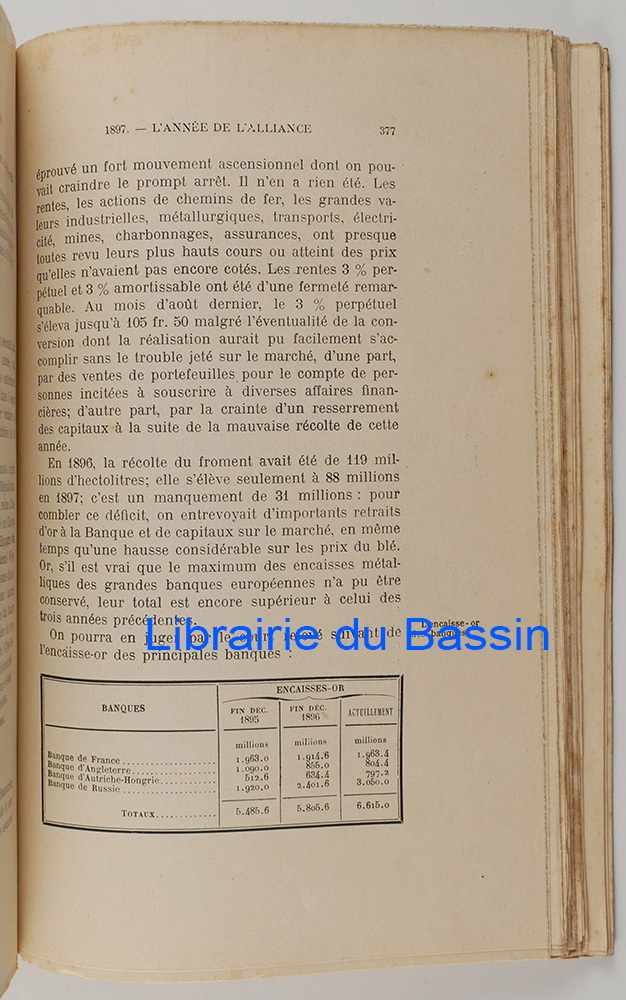 1897. — L'ANNÉE DE L'ALLIANCE 377
éprouvé un fort mouvement ascensionnel dont on pou-
vait craindre le prompt arrêt. Il n'en a rien été. Les
rentes, les actions de chemins de fer, les grandes va-
leurs industrielles, métallurgiques, transports, électri-
cité, mines, charbonnages, assurances, ont presque
toutes revu leurs plus hauts cours ou atteint des prix
qu'elles n'avaient pas encore cotés. Les rentes 3 % per-
pétuel et 3 % amortissable ont été d'une fermeté remar-
quable. Au mois d'août dernier, le 3 % perpétuel
s'éleva jusqu'à 105 fr. 50 malgré l'éventualité de la con-
version dont la réalisation aurait pu facilement s'ac-
complir sans le trouble jeté sur le marché, d'une part,
par des ventes de portefeuilles pour le compte de per-
sonnes incitées à souscrire à diverses affaires finan-
cières; d'autre part, par la crainte d'un resserrement
des capitaux à la suite de la mauvaise récolte de cette
année.
En 1896, la récolte du froment avait été de 119 mil-
lions d'hectolitres; elle s'élève seulement à 88 millions
en 1897; c'est un manquement de 31 millions : pour
combler ce déficit, on entrevoyait d'importants retraits
d'or à la Banque et de capitaux sur le marché, en même
temps qu'une hausse considérable sur les prix du blé.
Or, s'il est vrai que le maximum des encaisses métal-
liques des grandes banques européennes n'a pu être
conservé, leur total est encore supérieur à celui des
trois années précédentes.
On pourra en juger par le court relevé suivant de
l'encaisse-or des principales banques :
L'encaisse-or
des banques.
Librairie du Bassin
BANQUES ENCAISSES-OR
FIN DÉC. 1895 FIN DÉC. 1896 ACTUELLEMENT
millions millions millions
Banque de France 1.963.0 1.914.6 1.963.4
Banque d'Angleterre 1.090.0 855.0 804.4
Banque d'Autriche-Hongrie 512.6 634.4 797.2
Banque de Russie 1.920.0 2.401.6 3.050.0
TOTAUX 5.485.6 5.805.6 6.615.0